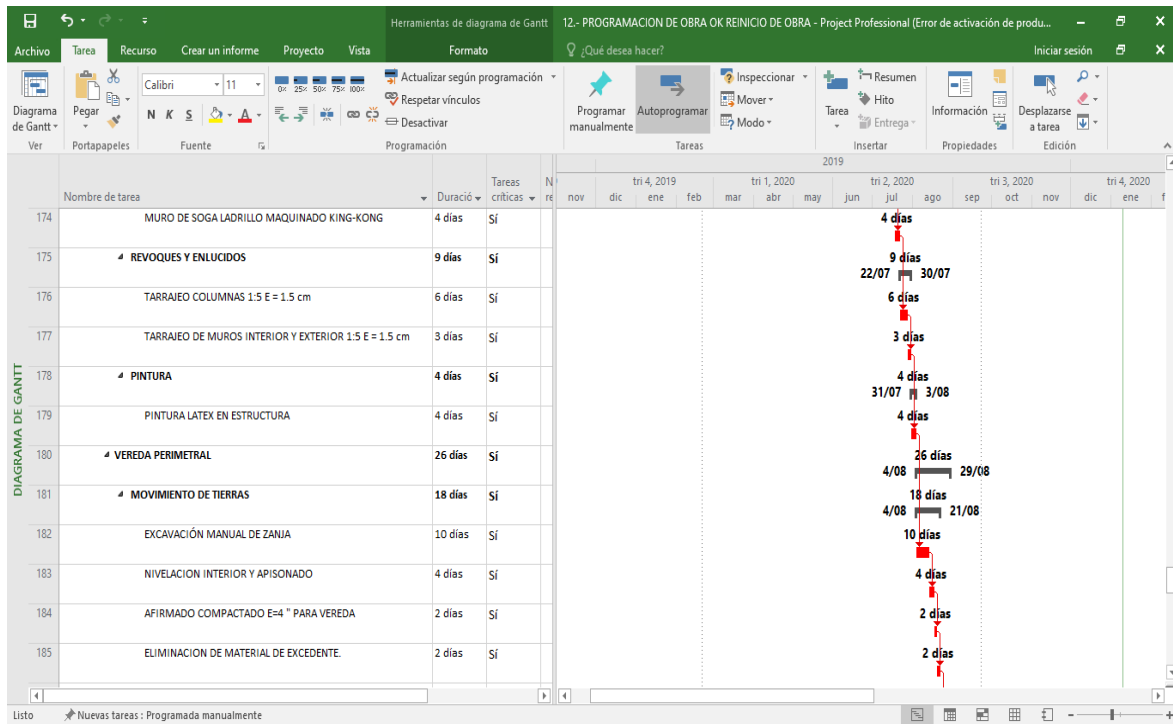 Herramientas de diagrama de Gantt 12.- PROGRAMACION DE OBRA OK REINICIO DE OBRA - Project Professional (Error de activación de produ...
Archivo Tarea Recurso Crear un informe Proyecto Vista Formato ¿Qué desea hacer? Iniciar sesión
Diagrama de Gantt
Ver
Pegar
Portapapeles
Calibri 11
N K S A
Fuente
0x 25x 50x 75x 100x
Actualizar según programación
Respetar vínculos
Desactivar
Programación
Programar manualmente
Autoprogramar
Inspeccionar
Mover
Modo
Tareas
Tarea
Resumen
Hito
Entrega
Insertar
Información
Propiedades
Desplazarse a tarea
Edición
2019
Nombre de tarea Duració Tareas críticas N re
tri 4, 2019 tri 1, 2020 tri 2, 2020 tri 3, 2020 tri 4, 2020
nov dic ene feb mar abr may jun jul ago sep oct nov dic ene f
DIAGRAMA DE GANTT
174 MURO DE SOGA LADRILLO MAQUINADO KING-KONG 4 días Sí 4 días
175 REVOQUES Y ENLUCIDOS 9 días Sí 9 días
22/07 30/07
176 TARRAJEO COLUMNAS 1:5 E = 1.5 cm 6 días Sí 6 días
177 TARRAJEO DE MUROS INTERIOR Y EXTERIOR 1:5 E = 1.5 cm 3 días Sí 3 días
178 PINTURA 4 días Sí 4 días
31/07 3/08
179 PINTURA LATEX EN ESTRUCTURA 4 días Sí 4 días
180 VEREDA PERIMETRAL 26 días Sí 26 días
4/08 29/08
181 MOVIMIENTO DE TIERRAS 18 días Sí 18 días
4/08 21/08
182 EXCAVACIÓN MANUAL DE ZANJA 10 días Sí 10 días
183 NIVELACION INTERIOR Y APISONADO 4 días Sí 4 días
184 AFIRMADO COMPACTADO E=4 " PARA VEREDA 2 días Sí 2 días
185 ELIMINACION DE MATERIAL DE EXCEDENTE. 2 días Sí 2 días
Listo Nuevas tareas : Programada manualmente